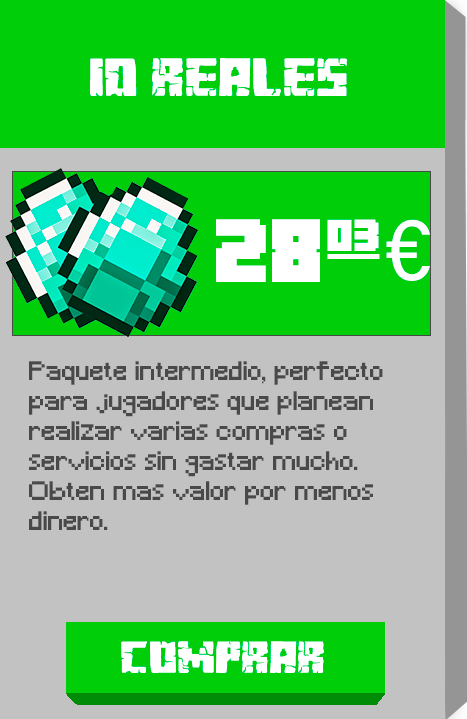 10 REALES
28 03 €
Paquete intermedio, perfecto
para jugadores que planean
realizar varias compras o
servicios sin gastar mucho.
Obten mas valor por menos
dinero.
COMPRAR